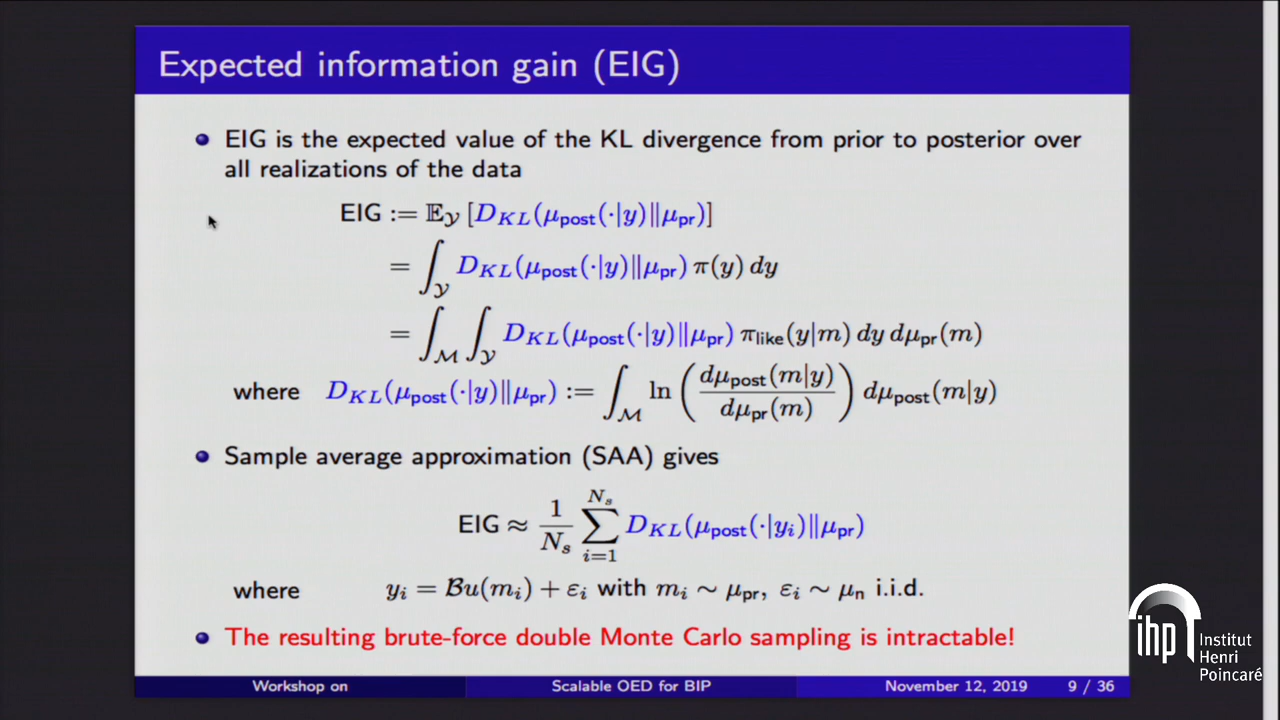 Expected information gain (EIG)
EIG is the expected value of the KL divergence from prior to posterior over
all realizations of the data
EIG := 𝔼_𝒴 [D_KL(μ_post(·|y)‖μ_pr)]
= ∫_𝒴 D_KL(μ_post(·|y)‖μ_pr) π(y) dy
= ∫_ℳ ∫_𝒴 D_KL(μ_post(·|y)‖μ_pr) π_like(y|m) dy dμ_pr(m)
where D_KL(μ_post(·|y)‖μ_pr) := ∫_ℳ ln (dμ_post(m|y) / dμ_pr(m)) dμ_post(m|y)
Sample average approximation (SAA) gives
EIG ≈ 1/N_s ∑_{i=1}^{N_s} D_KL(μ_post(·|y_i)‖μ_pr)
where y_i = ℬu(m_i) + ε_i with m_i ∼ μ_pr, ε_i ∼ μ_n i.i.d.
The resulting brute-force double Monte Carlo sampling is intractable!
Workshop on Scalable OED for BIP November 12, 2019 9 / 36
ihp
Institut
Henri
Poincaré